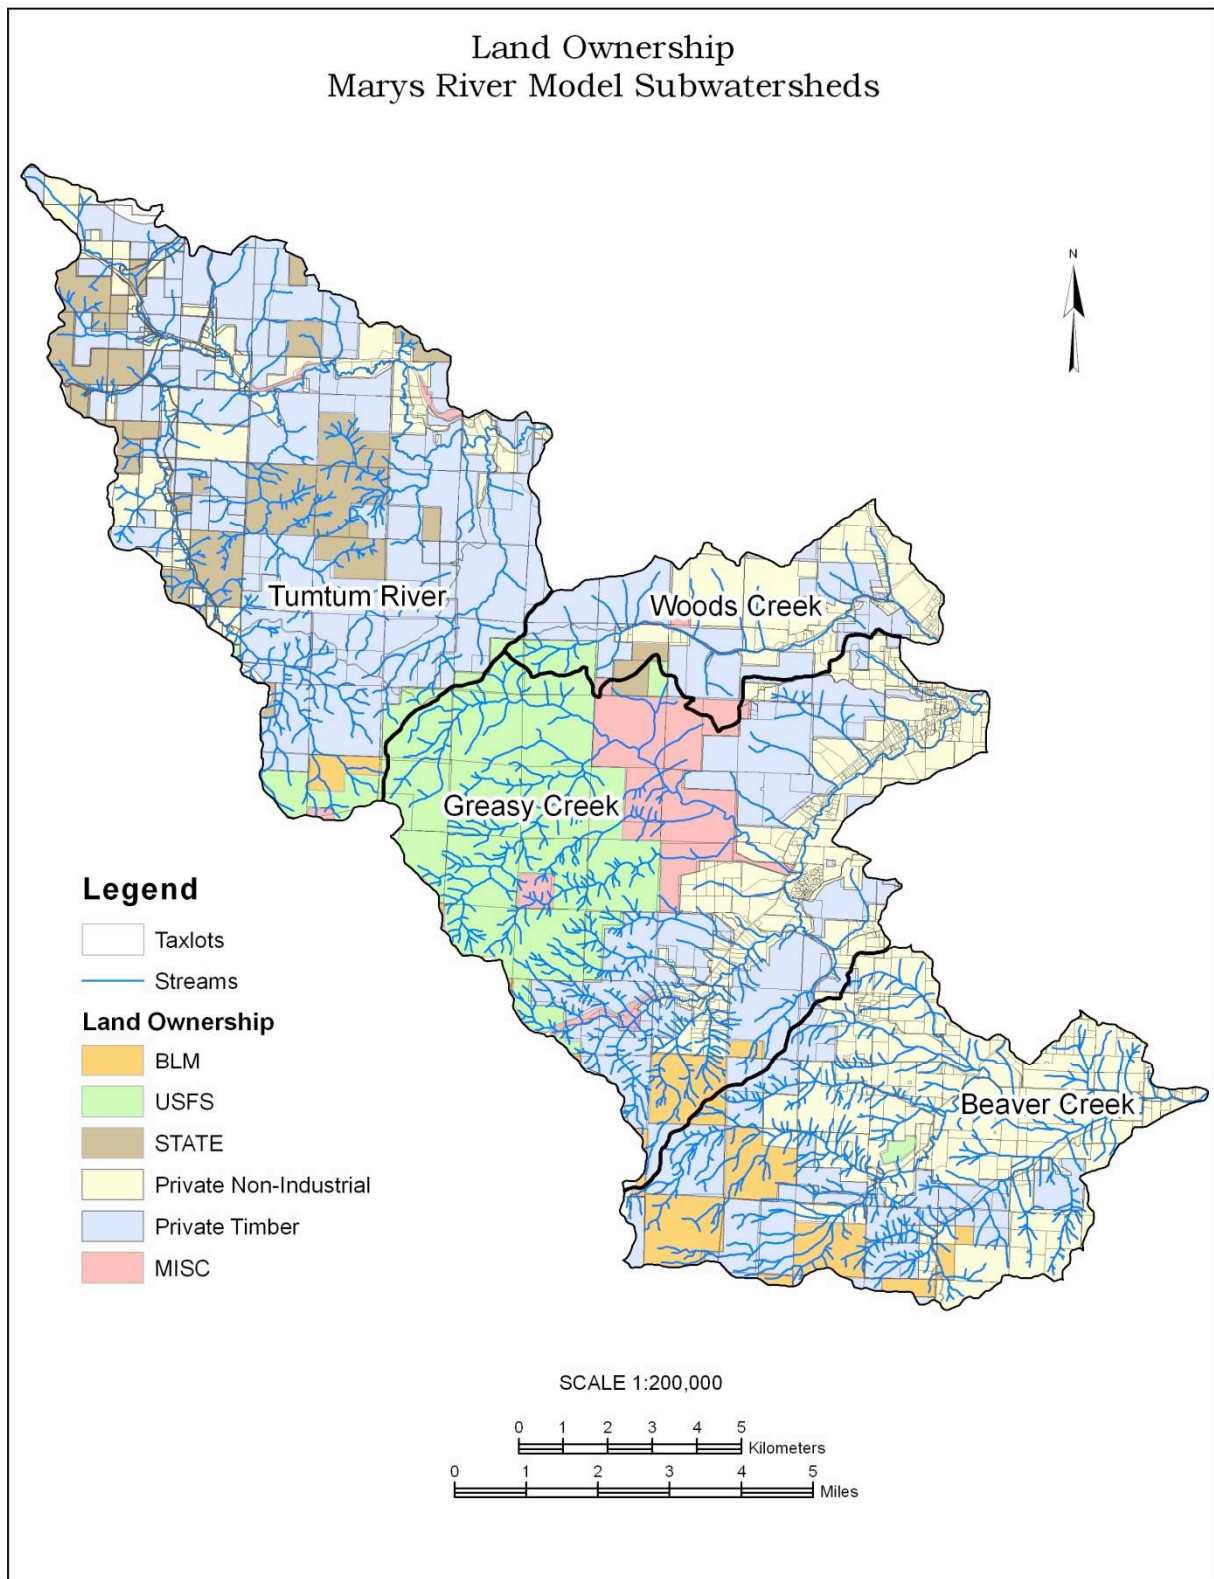 Land Ownership
Marys River Model Subwatersheds
N
Tumtum River
Woods Creek
Greasy Creek
Beaver Creek
Legend
Taxlots
Streams
Land Ownership
BLM
USFS
STATE
Private Non-Industrial
Private Timber
MISC
SCALE 1:200,000
0 1 2 3 4 5
Kilometers
0 1 2 3 4 5
Miles